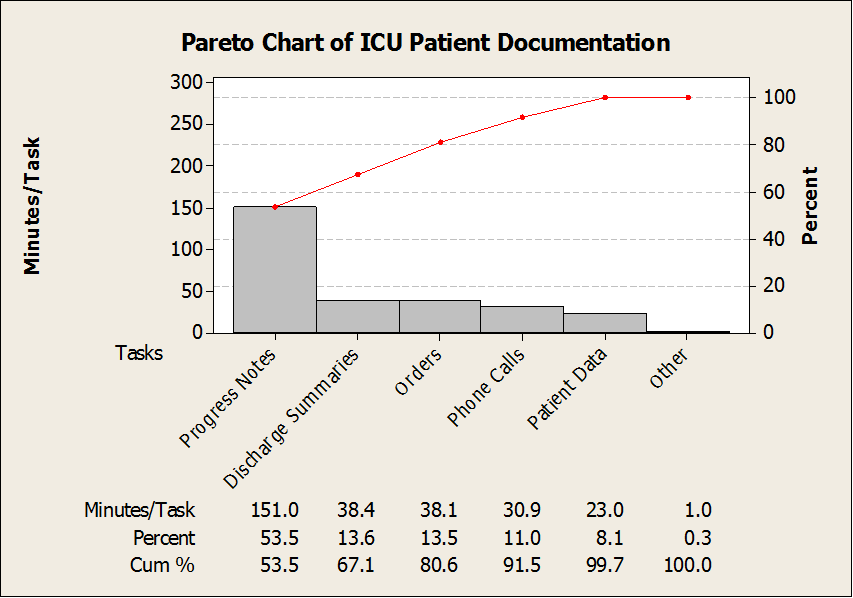 Pareto Chart of ICU Patient Documentation
Minutes/Task
300
250
200
150
100
50
0
100
80
60
40
20
0
Percent
Tasks
Progress Notes
Discharge Summaries
Orders
Phone Calls
Patient Data
Other
Minutes/Task 151.0 38.4 38.1 30.9 23.0 1.0
Percent 53.5 13.6 13.5 11.0 8.1 0.3
Cum % 53.5 67.1 80.6 91.5 99.7 100.0